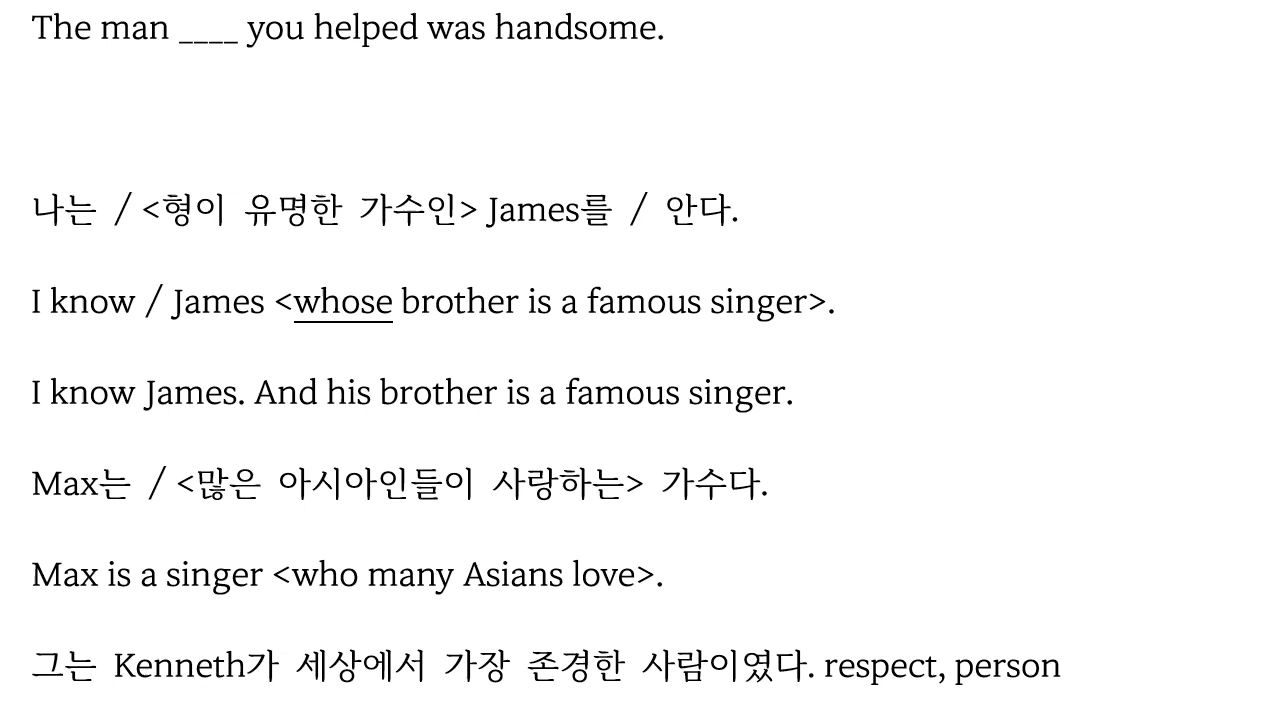 The man ____ you helped was handsome.
나는 / <형이 유명한 가수인> James를 / 안다.
I know / James <whose brother is a famous singer>.
I know James. And his brother is a famous singer.
Max는 / <많은 아시아인들이 사랑하는> 가수다.
Max is a singer <who many Asians love>.
그는 Kenneth가 세상에서 가장 존경한 사람이였다. respect, person